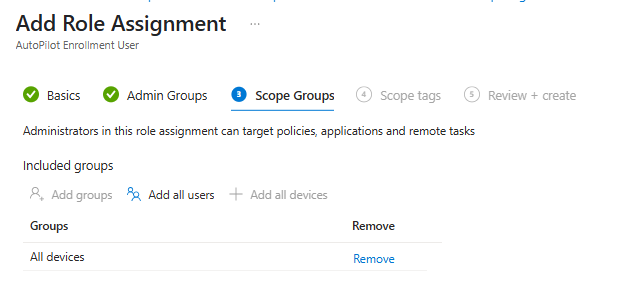 Add Role Assignment ...
AutoPilot Enrollment User
Basics Admin Groups 3 Scope Groups 4 Scope tags 5 Review + create
Administrators in this role assignment can target policies, applications and remote tasks
Included groups
Add groups Add all users Add all devices
Groups Remove
All devices Remove